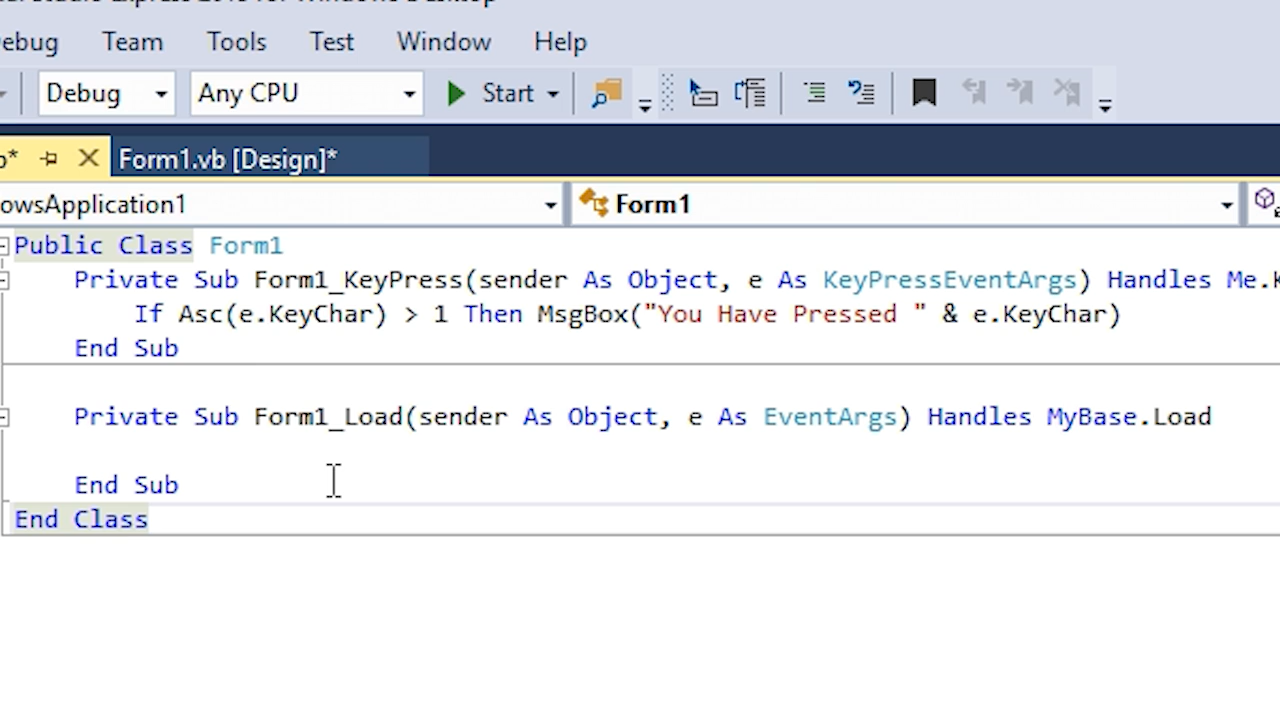 Debug Team Tools Test Window Help
Debug Any CPU Start
Form1.vb [Design]*
Form1
Public Class Form1
Private Sub Form1_KeyPress(sender As Object, e As KeyPressEventArgs) Handles Me.K
If Asc(e.KeyChar) > 1 Then MsgBox("You Have Pressed " & e.KeyChar)
End Sub
Private Sub Form1_Load(sender As Object, e As EventArgs) Handles MyBase.Load
End Sub
End Class